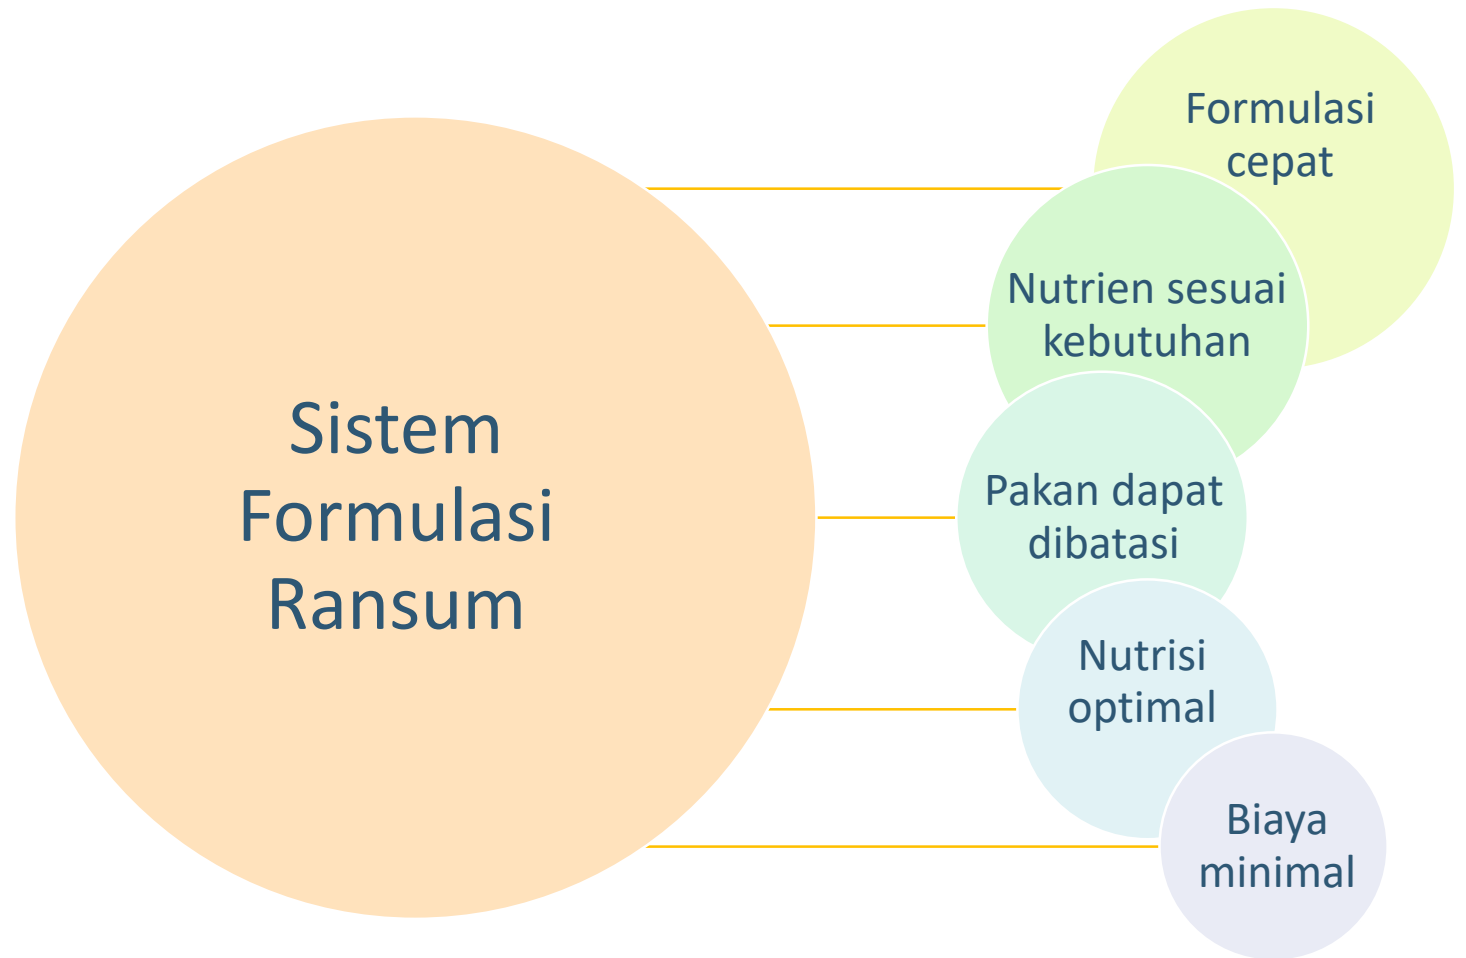 Sistem
Formulasi
Ransum
Formulasi
cepat
Nutrien sesuai
kebutuhan
Pakan dapat
dibatasi
Nutrisi
optimal
Biaya
minimal